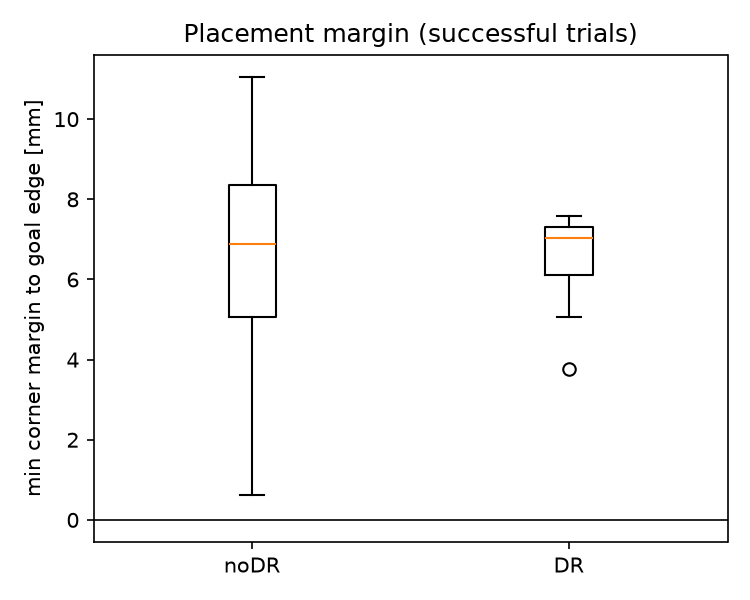 Placement margin (successful trials)
min corner margin to goal edge [mm]
10
8
6
4
2
0
noDR
DR